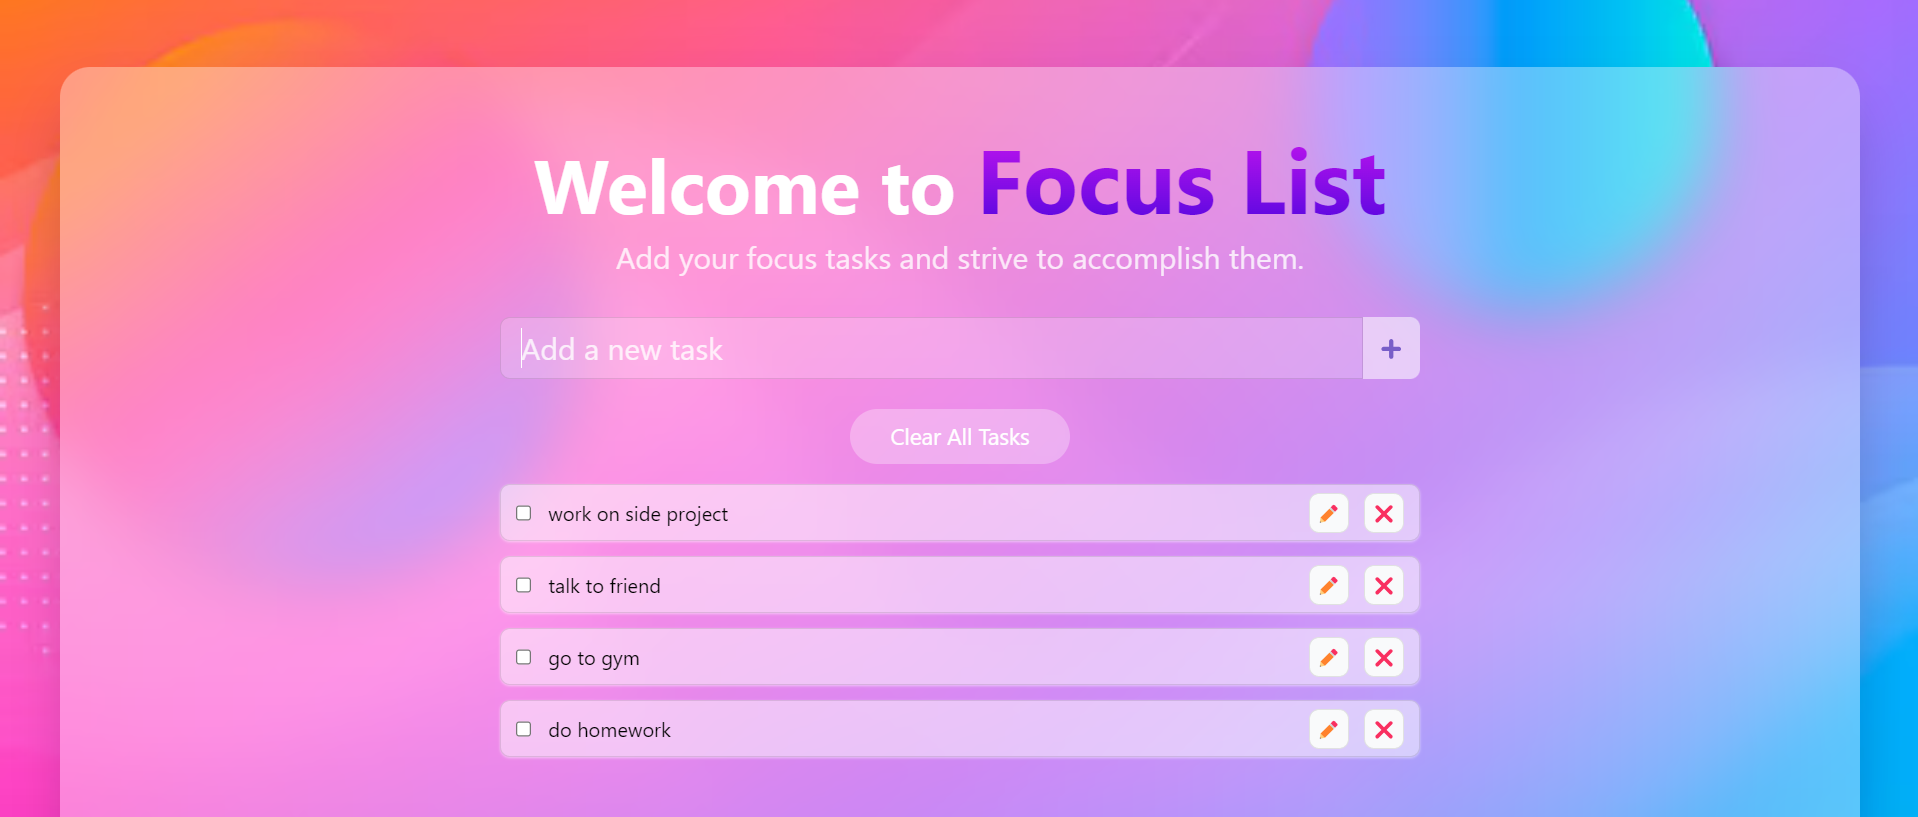 Welcome to Focus List
Add your focus tasks and strive to accomplish them.
Add a new task
Clear All Tasks
work on side project
talk to friend
go to gym
do homework